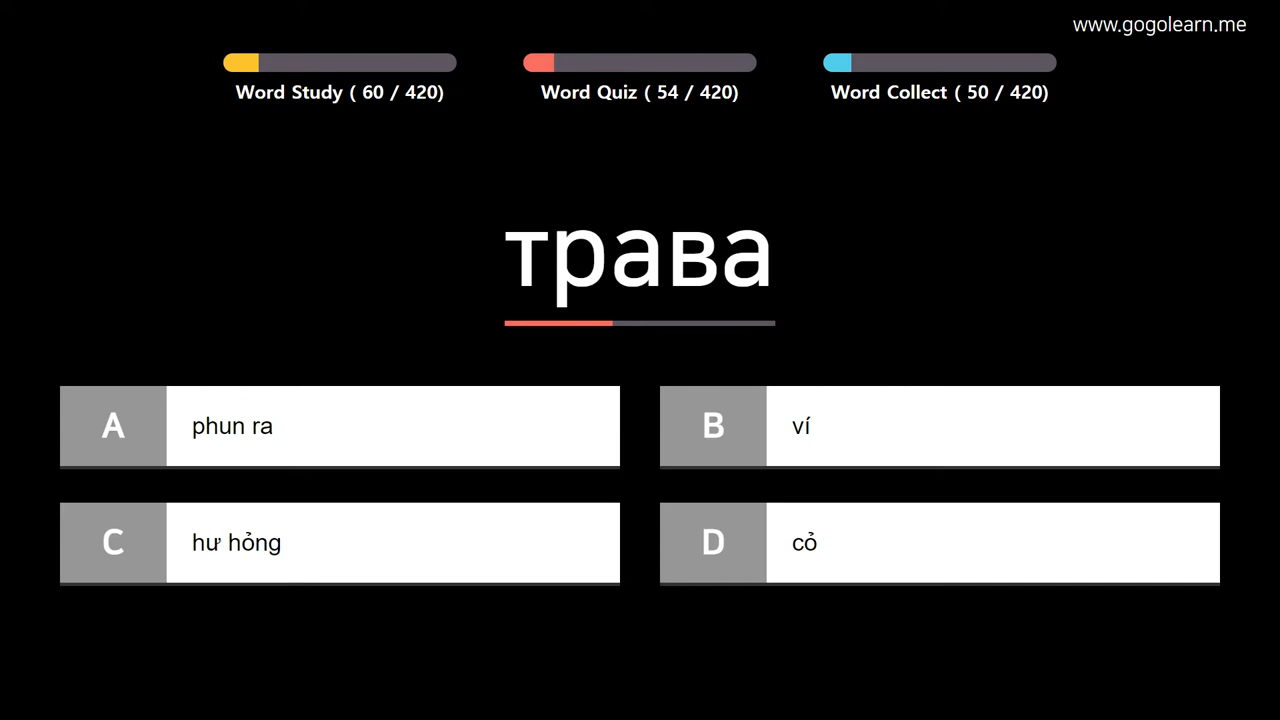 www.gogolearn.me
Word Study ( 60 / 420)
Word Quiz ( 54 / 420)
Word Collect ( 50 / 420)
трава
A phun ra
B ví
C hư hỏng
D cỏ